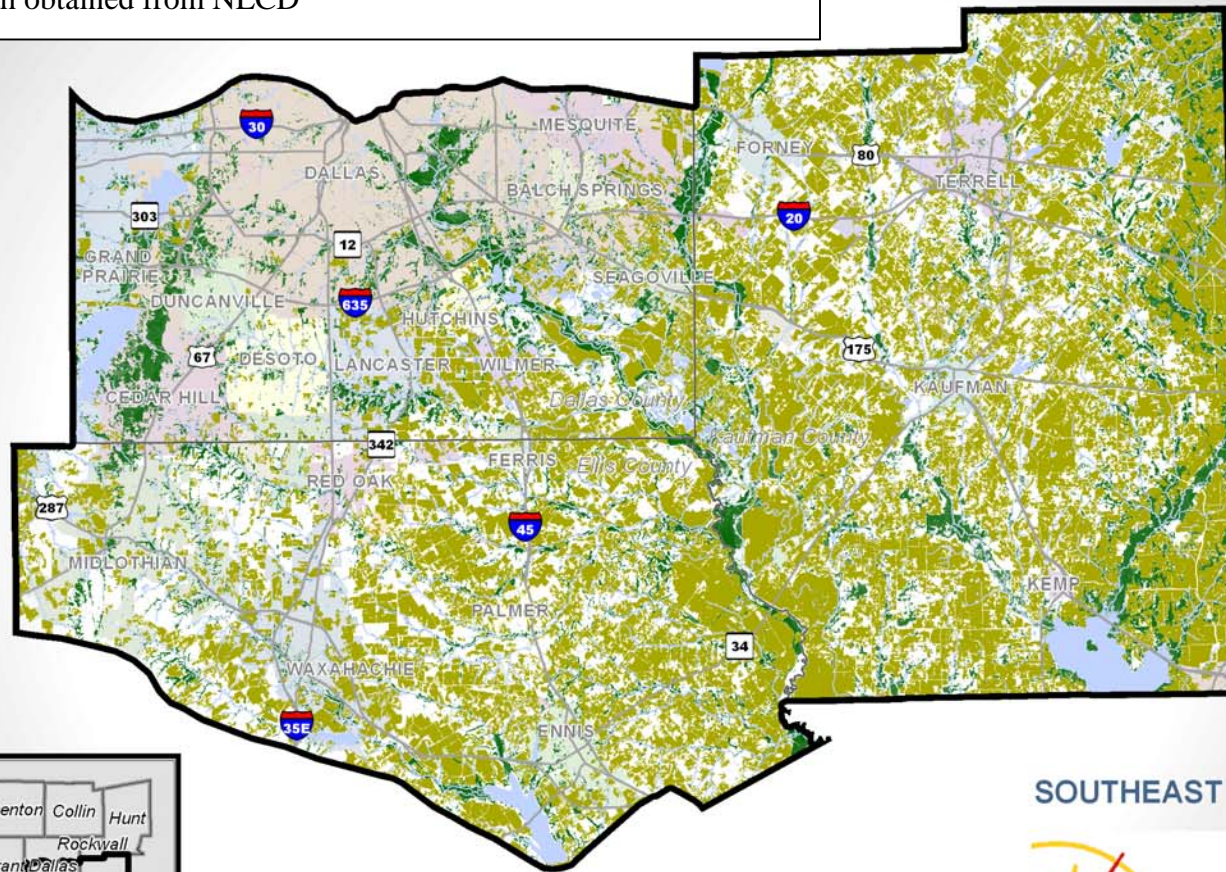 obtained from NLCD
30
MESQUITE
FORNEY
80
DALLAS
TERRELL
BALCH SPRINGS
303
20
12
GRAND
PRAIRIE
SEAGOVILLE
DUNCANVILLE
635
HUTCHINS
67
DESOTO
LANCASTER
WILMER
175
KAUFMAN
CEDAR HILL
Dallas County
342
Kaufman County
FERRIS
Ellis County
RED OAK
287
45
MIDLOTHIAN
KEMP
PALMER
34
WAXAHACHIE
35E
ENNIS
SOUTHEAST
enton
Collin
Hunt
Rockwall
rant
Dallas